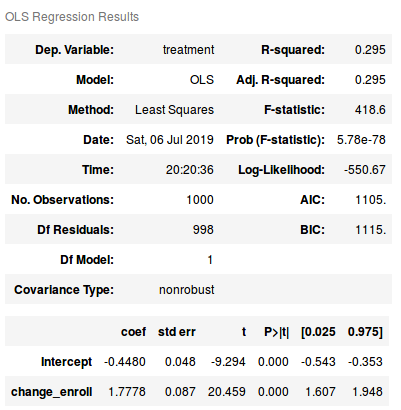 OLS Regression Results
Dep. Variable: treatment R-squared: 0.295
Model: OLS Adj. R-squared: 0.295
Method: Least Squares F-statistic: 418.6
Date: Sat, 06 Jul 2019 Prob (F-statistic): 5.78e-78
Time: 20:20:36 Log-Likelihood: -550.67
No. Observations: 1000 AIC: 1105.
Df Residuals: 998 BIC: 1115.
Df Model: 1
Covariance Type: nonrobust
coef std err t P>|t| [0.025 0.975]
Intercept -0.4480 0.048 -9.294 0.000 -0.543 -0.353
change_enroll 1.7778 0.087 20.459 0.000 1.607 1.948